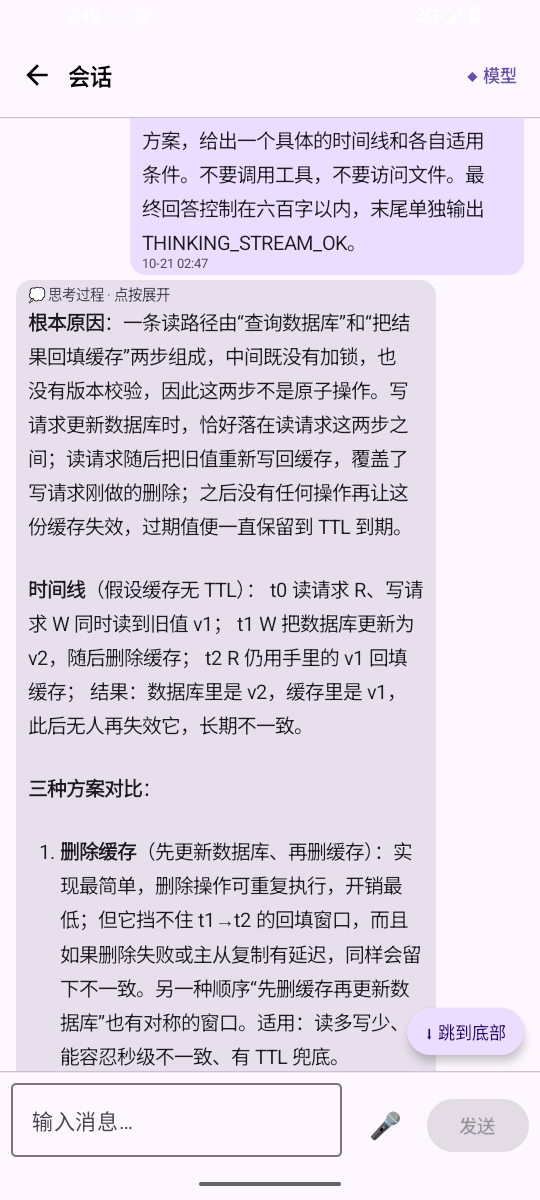 2:49
3G
会话
◆ 模型
方案，给出一个具体的时间线和各自适用
条件。不要调用工具，不要访问文件。最
终回答控制在六百字以内，末尾单独输出
THINKING_STREAM_OK。
10-21 02:47
💭 思考过程 · 点按展开
根本原因：一条读路径由“查询数据库”和“把结
果回填缓存”两步组成，中间既没有加锁，也
没有版本校验，因此这两步不是原子操作。写
请求更新数据库时，恰好落在读请求这两步之
间；读请求随后把旧值重新写回缓存，覆盖了
写请求刚做的删除；之后没有任何操作再让这
份缓存失效，过期值便一直保留到 TTL 到期。
时间线（假设缓存无 TTL）： t0 读请求 R、写请
求 W 同时读到旧值 v1； t1 W 把数据库更新为
v2，随后删除缓存； t2 R 仍用手里的 v1 回填
缓存； 结果：数据库里是 v2，缓存里是 v1，
此后无人再失效它，长期不一致。
三种方案对比：
1. 删除缓存（先更新数据库、再删缓存）：实
现最简单，删除操作可重复执行，开销最
低；但它挡不住 t1→t2 的回填窗口，而且
如果删除失败或主从复制有延迟，同样会留
下不一致。另一种顺序“先删缓存再更新数
据库”也有对称的窗口。适用：读多写少、
能容忍秒级不一致、有 TTL 兜底。
↓ 跳到底部
输入消息…
发送